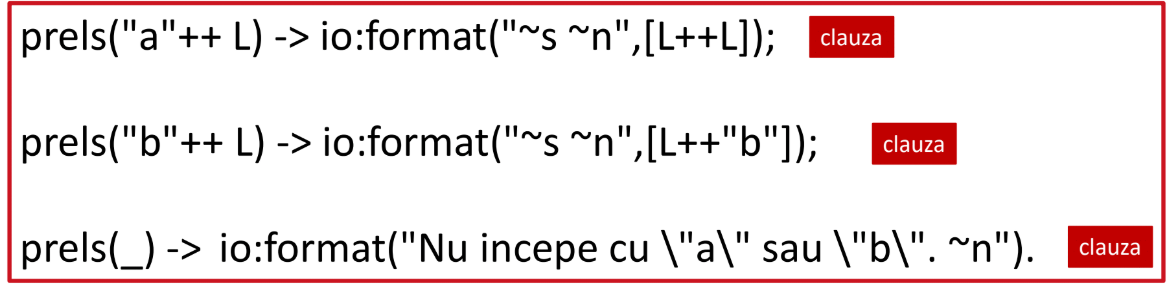 prels("a"++ L) -> io:format("~s ~n",[L++L]); clauza
prels("b"++ L) -> io:format("~s ~n",[L++"b"]); clauza
prels(_) -> io:format("Nu incepe cu \"a\" sau \"b\". ~n"). clauza